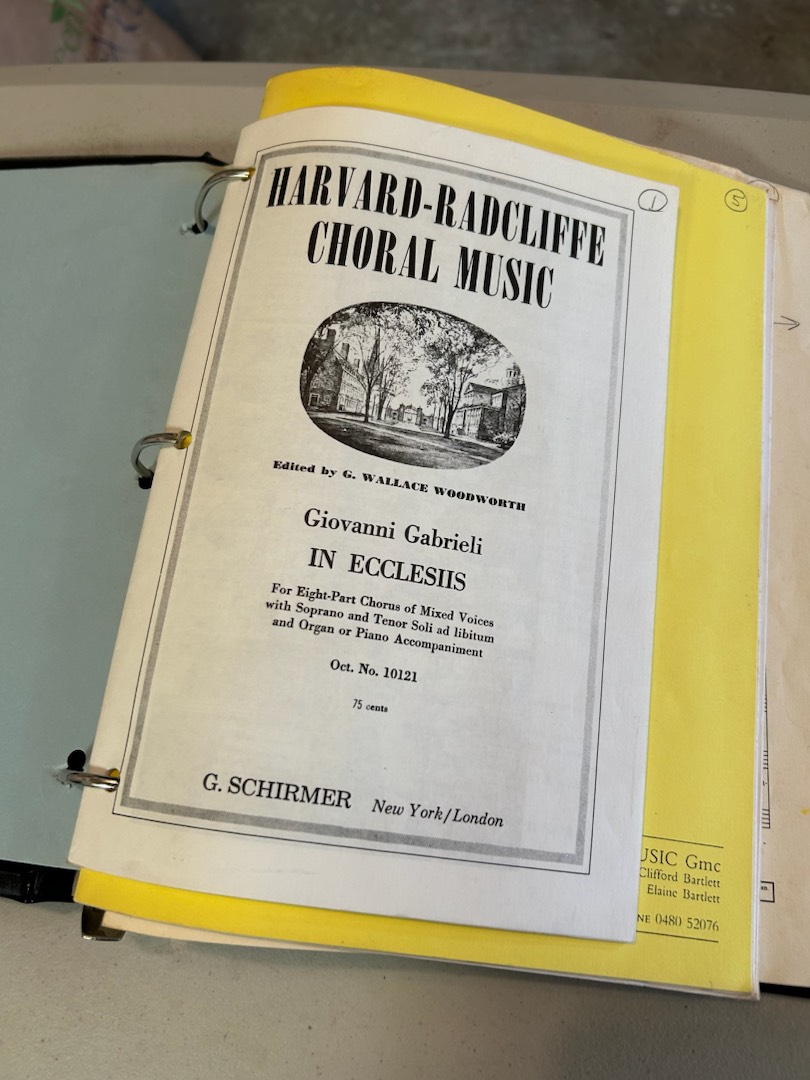 HARVARD-RADCLIFFE
CHORAL MUSIC
1
5
Edited by G. WALLACE WOODWORTH
Giovanni Gabrieli
IN ECCLESIIS
For Eight-Part Chorus of Mixed Voices
with Soprano and Tenor Soli ad libitum
and Organ or Piano Accompaniment
Oct. No. 10121
75 cents
G. SCHIRMER New York/London
USIC Gmc
Clifford Bartlett
Elaine Bartlett
NE 0480 52076